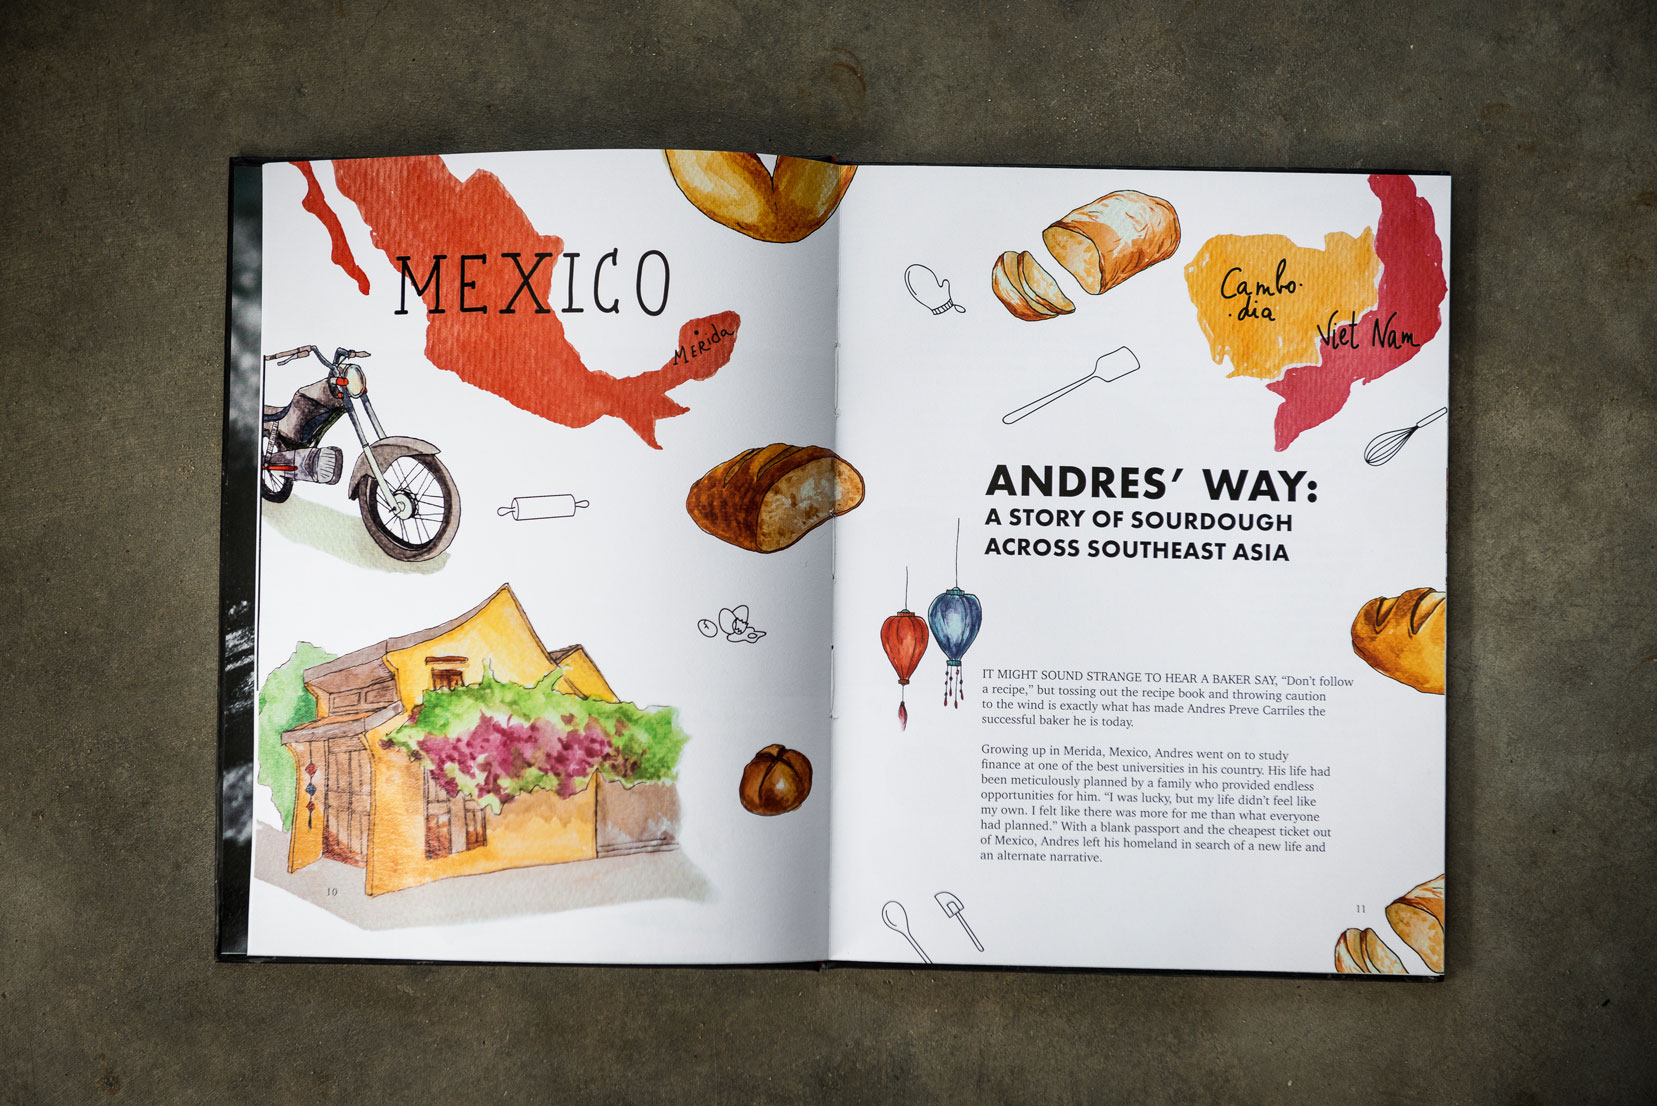 MEXICO
Merida
10
Cambo.
.dia
Viet Nam
ANDRES' WAY:
A STORY OF SOURDOUGH
ACROSS SOUTHEAST ASIA
IT MIGHT SOUND STRANGE TO HEAR A BAKER SAY, “Don't follow
a recipe,” but tossing out the recipe book and throwing caution
to the wind is exactly what has made Andres Preve Carriles the
successful baker he is today.
Growing up in Merida, Mexico, Andres went on to study
finance at one of the best universities in his country. His life had
been meticulously planned by a family who provided endless
opportunities for him. “I was lucky, but my life didn't feel like
my own. I felt like there was more for me than what everyone
had planned.” With a blank passport and the cheapest ticket out
of Mexico, Andres left his homeland in search of a new life and
an alternate narrative.
11